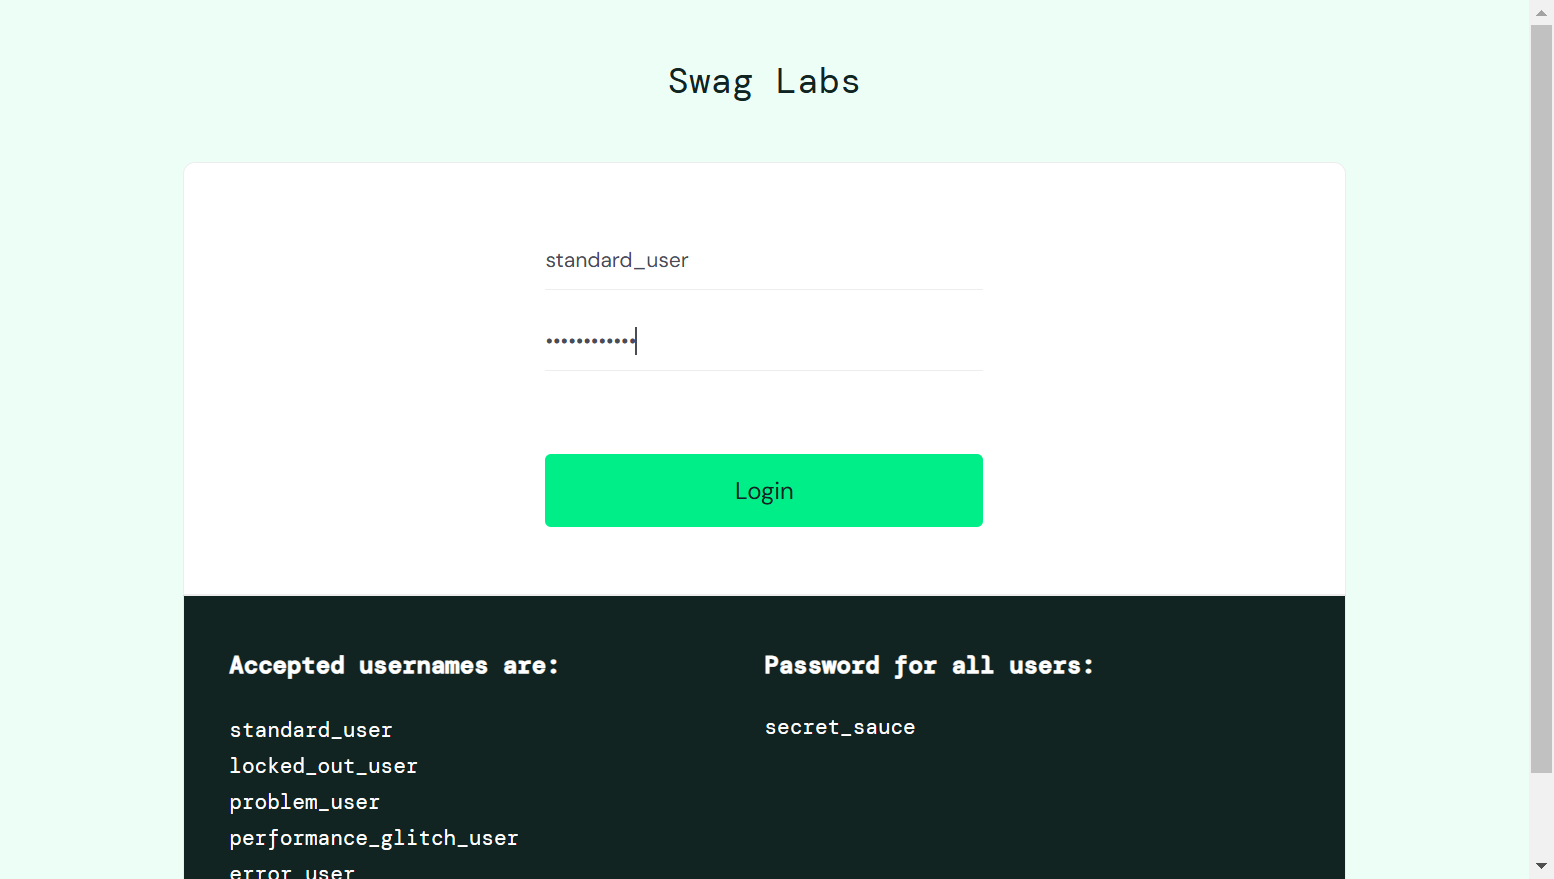 Swag Labs
standard_user
••••••••••••
Login
Accepted usernames are:
standard_user
locked_out_user
problem_user
performance_glitch_user
error_user
Password for all users:
secret_sauce